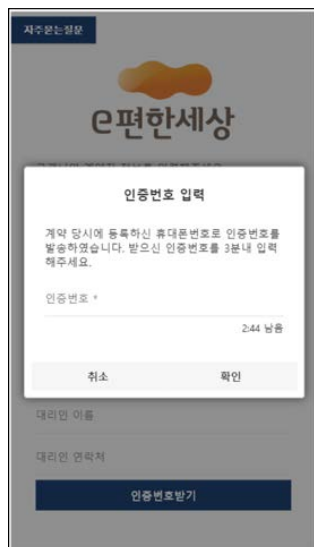 자주묻는질문
e편한세상
인증번호 입력
계약 당시에 등록하신 휴대폰번호로 인증번호를
발송하였습니다. 받으신 인증번호를 3분내 입력
해주세요.
인증번호 *
2:44 남음
취소 확인
대리인 이름
대리인 연락처
인증번호받기